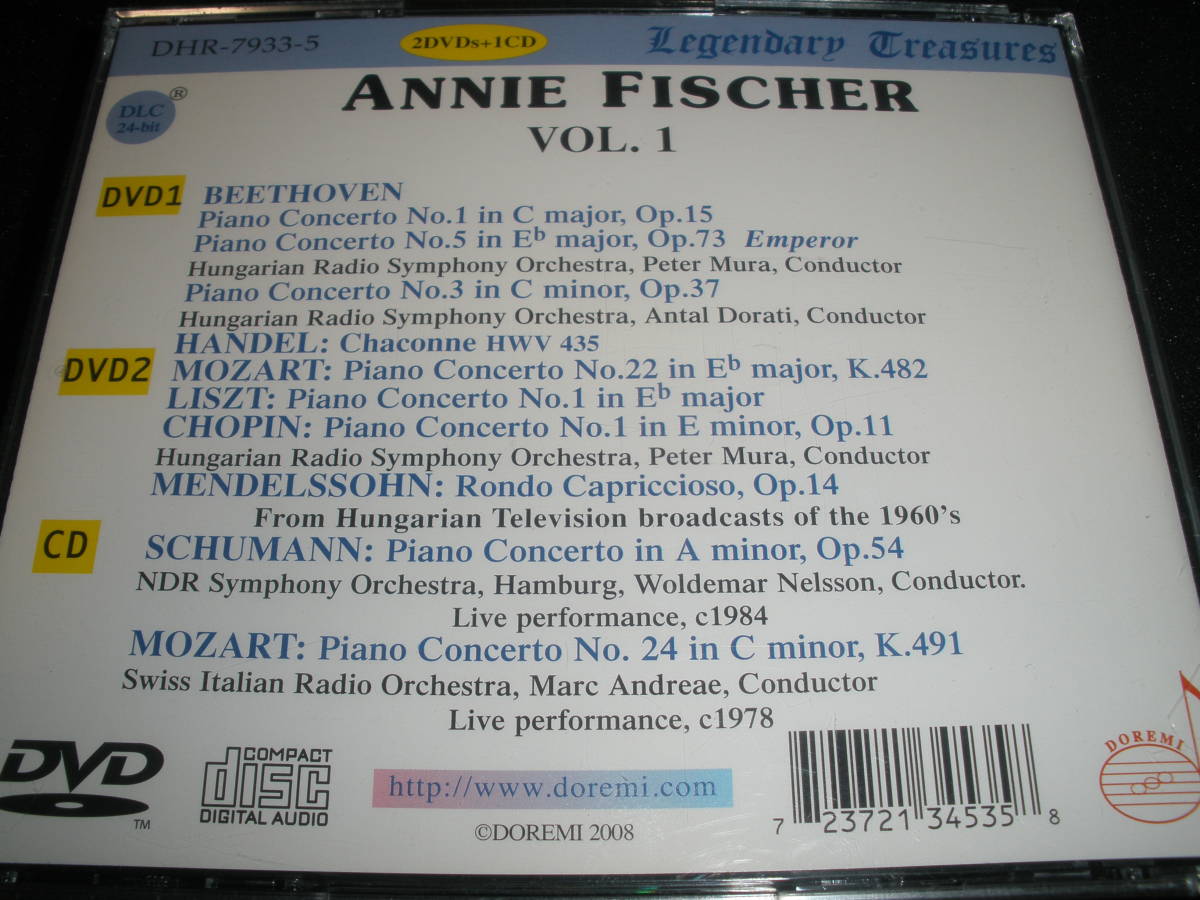 DHR-7933-5 2DVDs+1CD Legendary Treasures
DLC®
24-bit
ANNIE FISCHER
VOL. 1
DVD1 BEETHOVEN
Piano Concerto No.1 in C major, Op.15
Piano Concerto No.5 in Eb major, Op.73 Emperor
Hungarian Radio Symphony Orchestra, Peter Mura, Conductor
Piano Concerto No.3 in C minor, Op.37
Hungarian Radio Symphony Orchestra, Antal Dorati, Conductor
HANDEL: Chaconne HWV 435
DVD2 MOZART: Piano Concerto No.22 in Eb major, K.482
LISZT: Piano Concerto No.1 in Eb major
CHOPIN: Piano Concerto No.1 in E minor, Op.11
Hungarian Radio Symphony Orchestra, Peter Mura, Conductor
MENDELSSOHN: Rondo Capriccioso, Op.14
From Hungarian Television broadcasts of the 1960's
CD SCHUMANN: Piano Concerto in A minor, Op.54
NDR Symphony Orchestra, Hamburg, Woldemar Nelsson, Conductor.
Live performance, c1984
MOZART: Piano Concerto No. 24 in C minor, K.491
Swiss Italian Radio Orchestra, Marc Andreae, Conductor
Live performance, c1978
DVD TM
COMPACT
disc
DIGITAL AUDIO
http://www.doremi.com
©DOREMI 2008
7 23721 34535 8
DOREMI